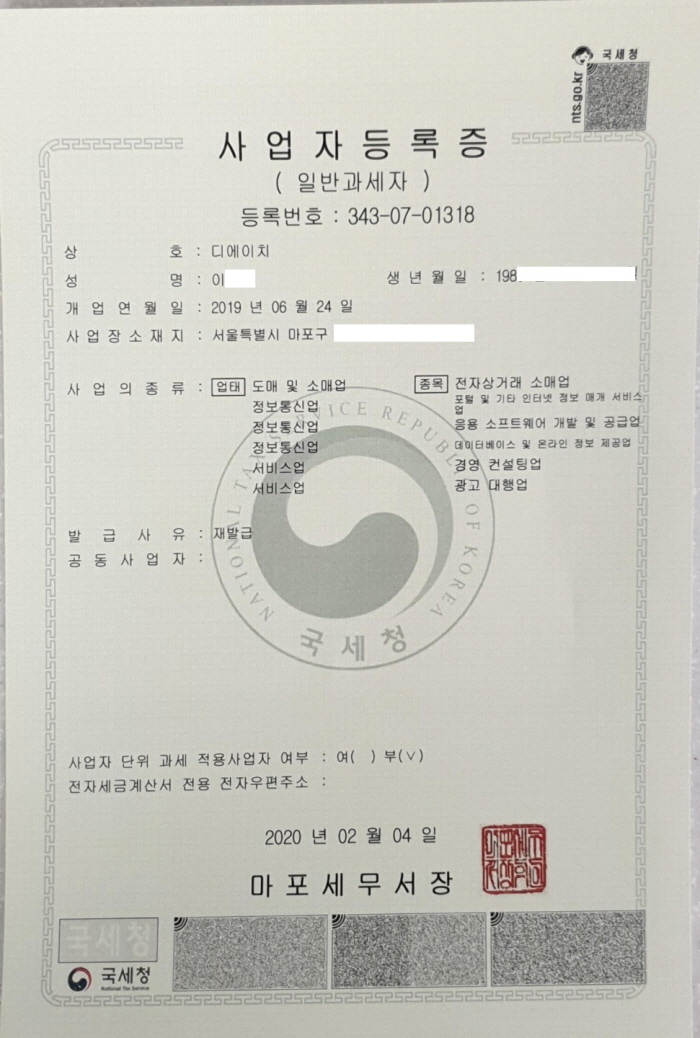 국세청
nts.go.kr
사업자등록증
( 일반과세자 )
등록번호 : 343-07-01318
상 호 : 디에이치
성 명 : 이 생 년 월 일 : 198
개 업 연 월 일 : 2019 년 06 월 24 일
사 업 장 소 재 지 : 서울특별시 마포구
사 업 의 종 류 : 업태 도매 및 소매업 종목 전자상거래 소매업
정보통신업 포털 및 기타 인터넷 정보 매개 서비스업
정보통신업 응용 소프트웨어 개발 및 공급업
정보통신업 데이터베이스 및 온라인 정보 제공업
서비스업 경영 컨설팅업
서비스업 광고 대행업
NATIONAL TAX SERVICE REPUBLIC OF KOREA
발 급 사 유 : 재발급
공 동 사 업 자 :
국세청
사업자 단위 과세 적용사업자 여부 : 여( ) 부(∨)
전자세금계산서 전용 전자우편주소 :
2020 년 02 월 04 일
마 포 세 무 서 장
국세청
국세청
National Tax Service